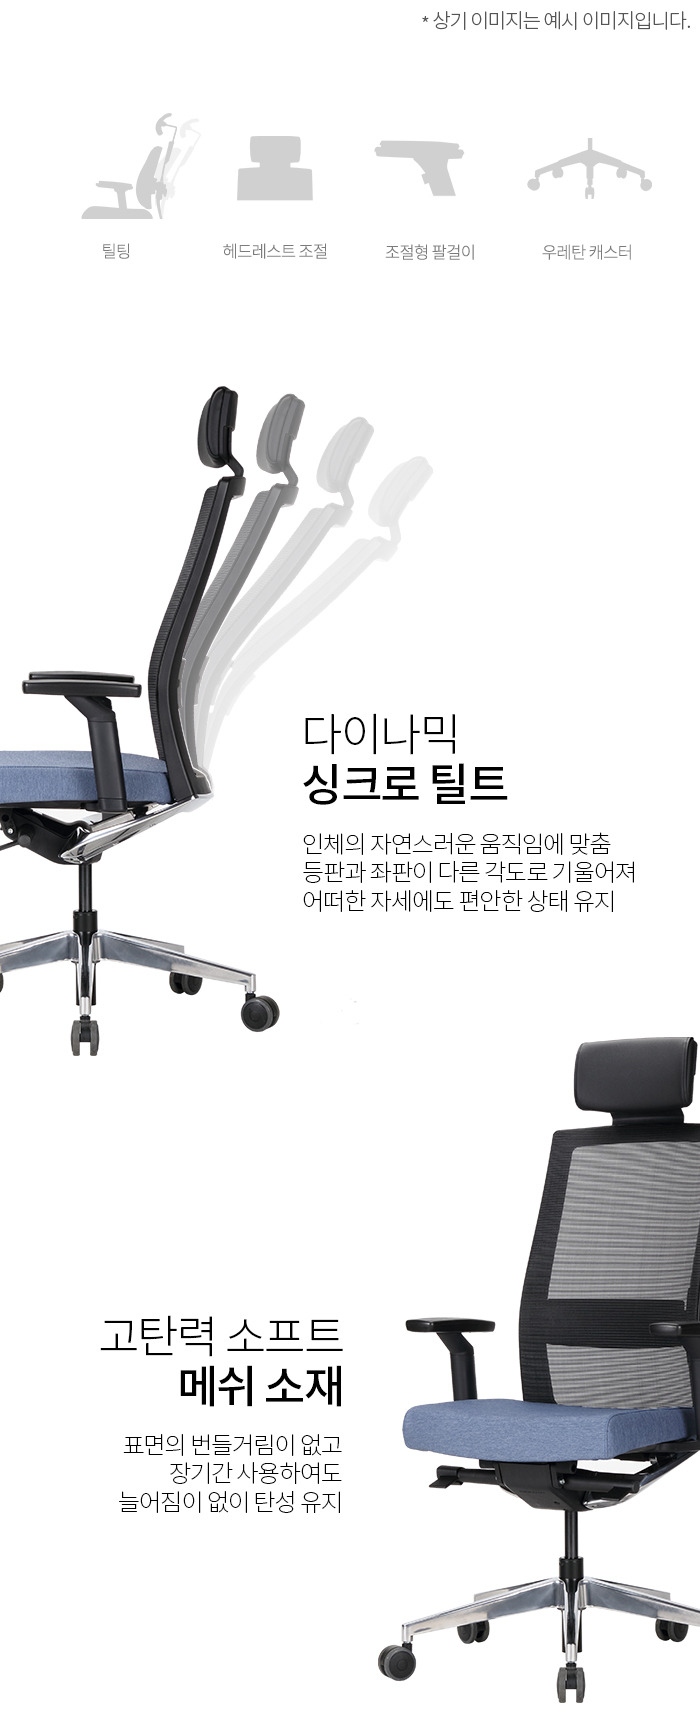 * 상기 이미지는 예시 이미지입니다.
틸팅
헤드레스트 조절
조절형 팔걸이
우레탄 캐스터
다이나믹
싱크로 틸트
인체의 자연스러운 움직임에 맞춤
등판과 좌판이 다른 각도로 기울어져
어떠한 자세에도 편안한 상태 유지
고탄력 소프트
메쉬 소재
표면의 번들거림이 없고
장기간 사용하여도
늘어짐이 없이 탄성 유지